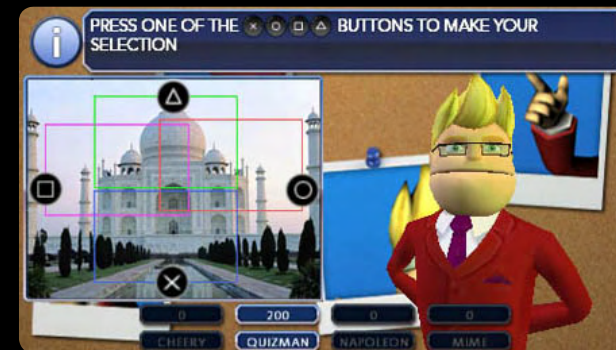 PRESS ONE OF THE × ○ □ △ BUTTONS TO MAKE YOUR
SELECTION
0 200 0 0
CHEERY QUIZMAN NAPOLEON MIME